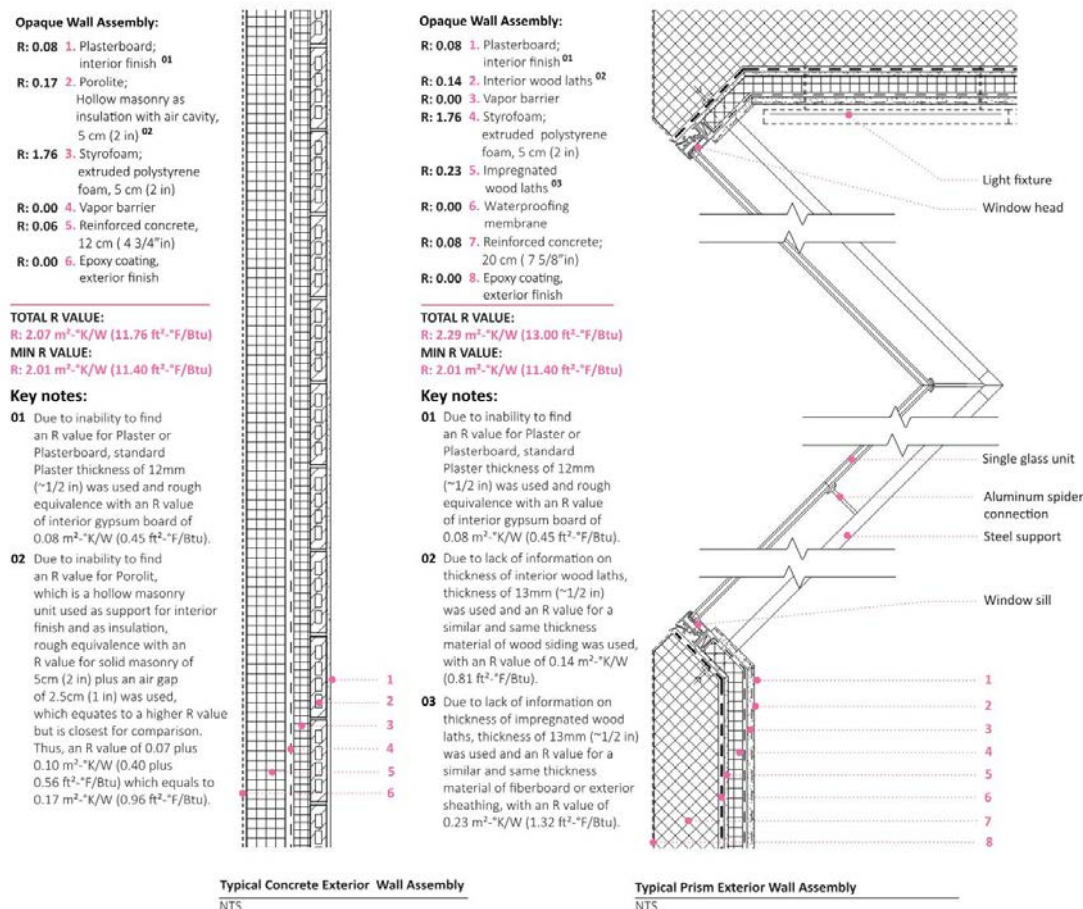 Opaque Wall Assembly:
R: 0.08 1. Plasterboard;
interior finish 01
R: 0.17 2. Porolite;
Hollow masonry as
insulation with air cavity,
5 cm (2 in) 02
R: 1.76 3. Styrofoam;
extruded polystyrene
foam, 5 cm (2 in)
R: 0.00 4. Vapor barrier
R: 0.06 5. Reinforced concrete,
12 cm ( 4 3/4"in)
R: 0.00 6. Epoxy coating,
exterior finish
TOTAL R VALUE:
R: 2.07 m²-°K/W (11.76 ft²-°F/Btu)
MIN R VALUE:
R: 2.01 m²-°K/W (11.40 ft²-°F/Btu)
Key notes:
01 Due to inability to find
an R value for Plaster or
Plasterboard, standard
Plaster thickness of 12mm
(~1/2 in) was used and rough
equivalence with an R value
of interior gypsum board of
0.08 m²-°K/W (0.45 ft²-°F/Btu).
02 Due to inability to find
an R value for Porolit,
which is a hollow masonry
unit used as support for interior
finish and as insulation,
rough equivalence with an
R value for solid masonry of
5cm (2 in) plus an air gap
of 2.5cm (1 in) was used,
which equates to a higher R value
but is closest for comparison.
Thus, an R value of 0.07 plus
0.10 m²-°K/W (0.40 plus
0.56 ft²-°F/Btu) which equals to
0.17 m²-°K/W (0.96 ft²-°F/Btu).
1
2
3
4
5
6
Typical Concrete Exterior Wall Assembly
NTS
Opaque Wall Assembly:
R: 0.08 1. Plasterboard;
interior finish 01
R: 0.14 2. Interior wood laths 02
R: 0.00 3. Vapor barrier
R: 1.76 4. Styrofoam;
extruded polystyrene
foam, 5 cm (2 in)
R: 0.23 5. Impregnated
wood laths 03
R: 0.00 6. Waterproofing
membrane
R: 0.08 7. Reinforced concrete;
20 cm ( 7 5/8"in)
R: 0.00 8. Epoxy coating,
exterior finish
TOTAL R VALUE:
R: 2.29 m²-°K/W (13.00 ft²-°F/Btu)
MIN R VALUE:
R: 2.01 m²-°K/W (11.40 ft²-°F/Btu)
Key notes:
01 Due to inability to find
an R value for Plaster or
Plasterboard, standard
Plaster thickness of 12mm
(~1/2 in) was used and rough
equivalence with an R value
of interior gypsum board of
0.08 m²-°K/W (0.45 ft²-°F/Btu).
02 Due to lack of information on
thickness of interior wood laths,
thickness of 13mm (~1/2 in)
was used and an R value for a
similar and same thickness
material of wood siding was used,
with an R value of 0.14 m²-°K/W
(0.81 ft²-°F/Btu).
03 Due to lack of information on
thickness of impregnated wood
laths, thickness of 13mm (~1/2 in)
was used and an R value for a
similar and same thickness
material of fiberboard or exterior
sheathing, with an R value of
0.23 m²-°K/W (1.32 ft²-°F/Btu).
Light fixture
Window head
Single glass unit
Aluminum spider
connection
Steel support
Window sill
1
2
3
4
5
6
7
8
Typical Prism Exterior Wall Assembly
NTS